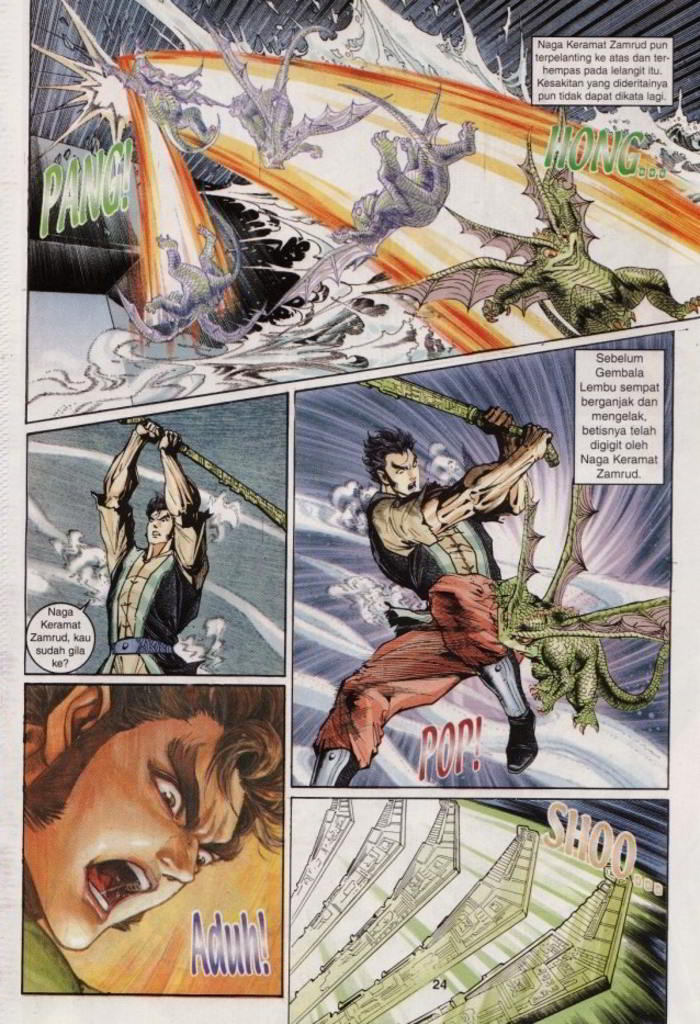 Naga Keramat Zamrud pun
terpelanting ke atas dan ter-
hempas pada lelangit itu.
Kesakitan yang dideritainya
pun tidak dapat dikata lagi.
PANG!
HONG...
Naga
Keramat
Zamrud, kau
sudah gila
ke?
Sebelum
Gembala
Lembu sempat
berganjak dan
mengelak,
betisnya telah
digigit oleh
Naga Keramat
Zamrud.
POP!
Aduh!
SHOO.....
24